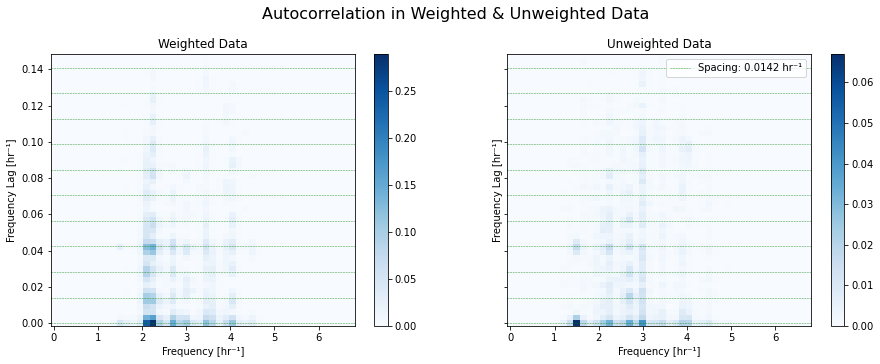 Autocorrelation in Weighted & Unweighted Data
Weighted Data
Unweighted Data
Spacing: 0.0142 hr⁻¹
Frequency Lag [hr⁻¹]
0.14
0.12
0.10
0.08
0.06
0.04
0.02
0.00
0 1 2 3 4 5 6
Frequency [hr⁻¹]
0.25
0.20
0.15
0.10
0.05
0.00
Frequency Lag [hr⁻¹]
0 1 2 3 4 5 6
Frequency [hr⁻¹]
0.06
0.05
0.04
0.03
0.02
0.01
0.00